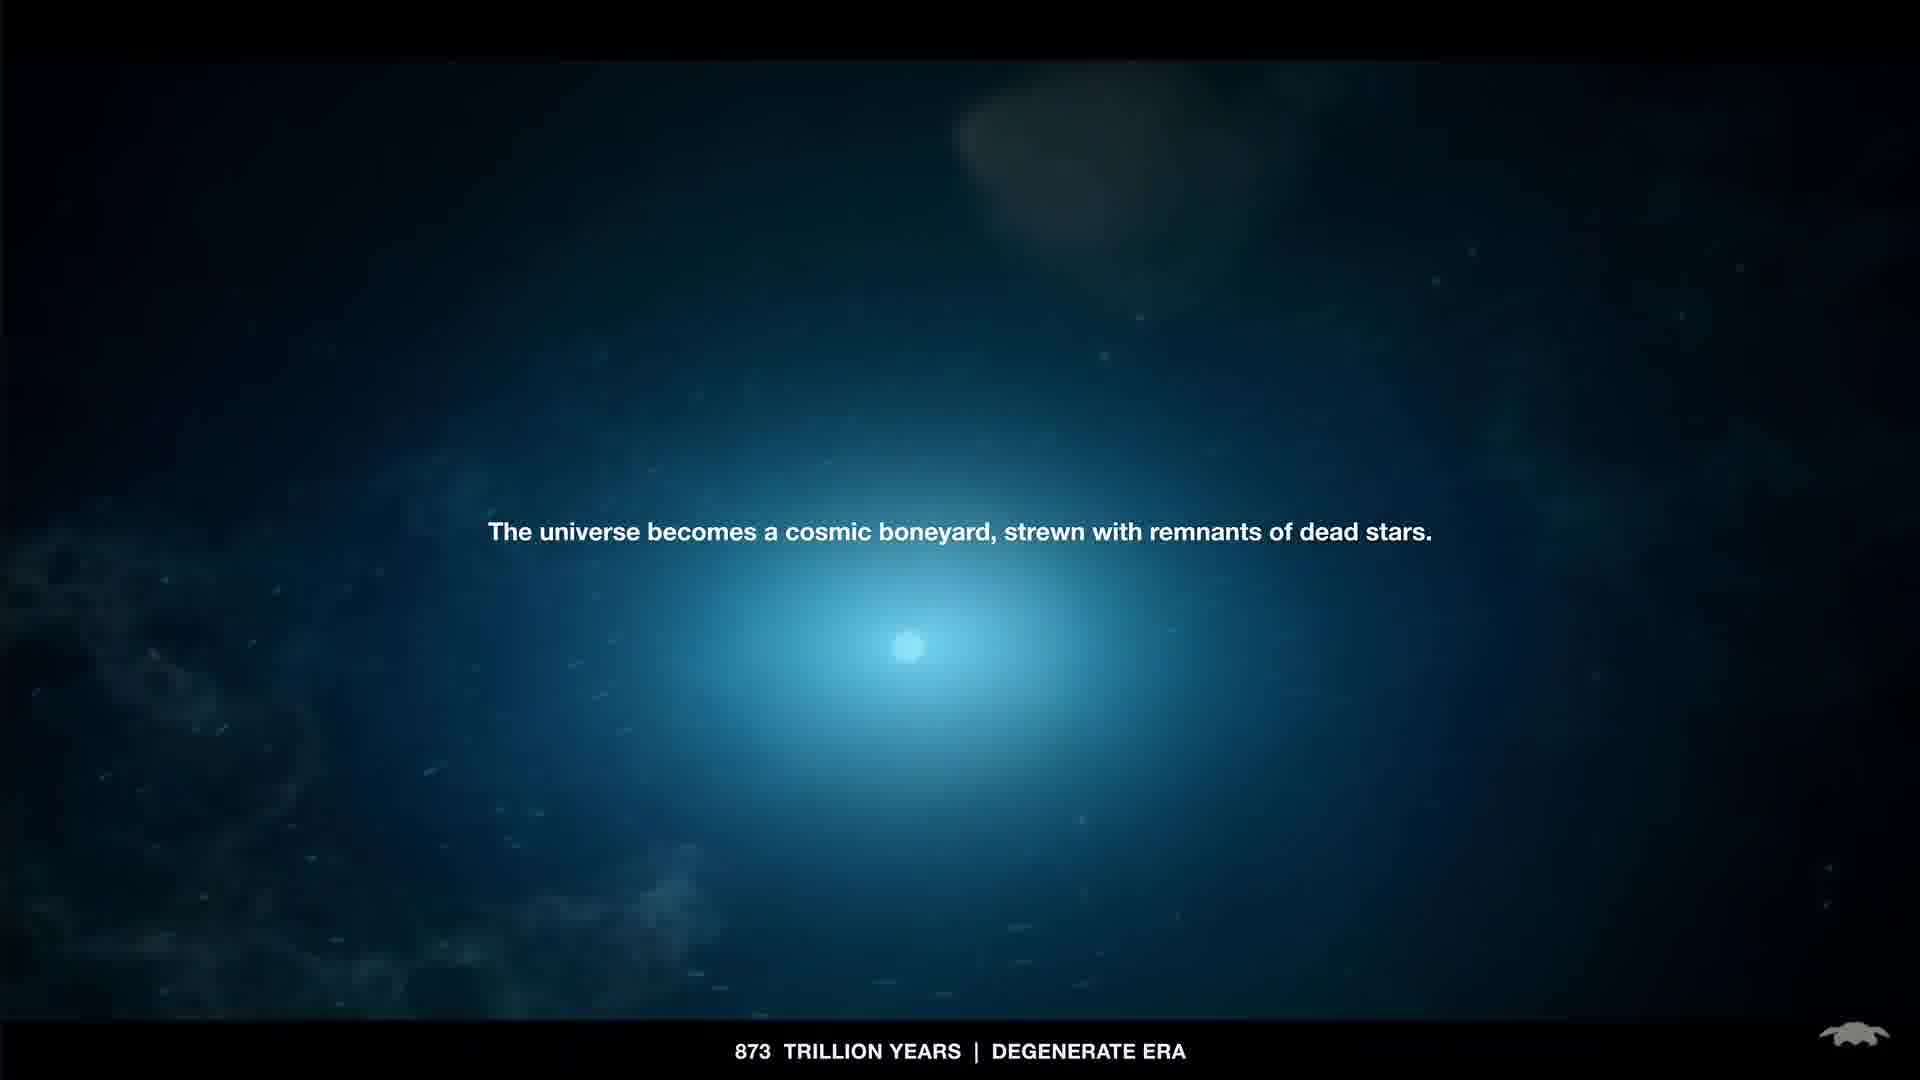 The universe becomes a cosmic boneyard, strewn with remnants of dead stars.
873 TRILLION YEARS | DEGENERATE ERA